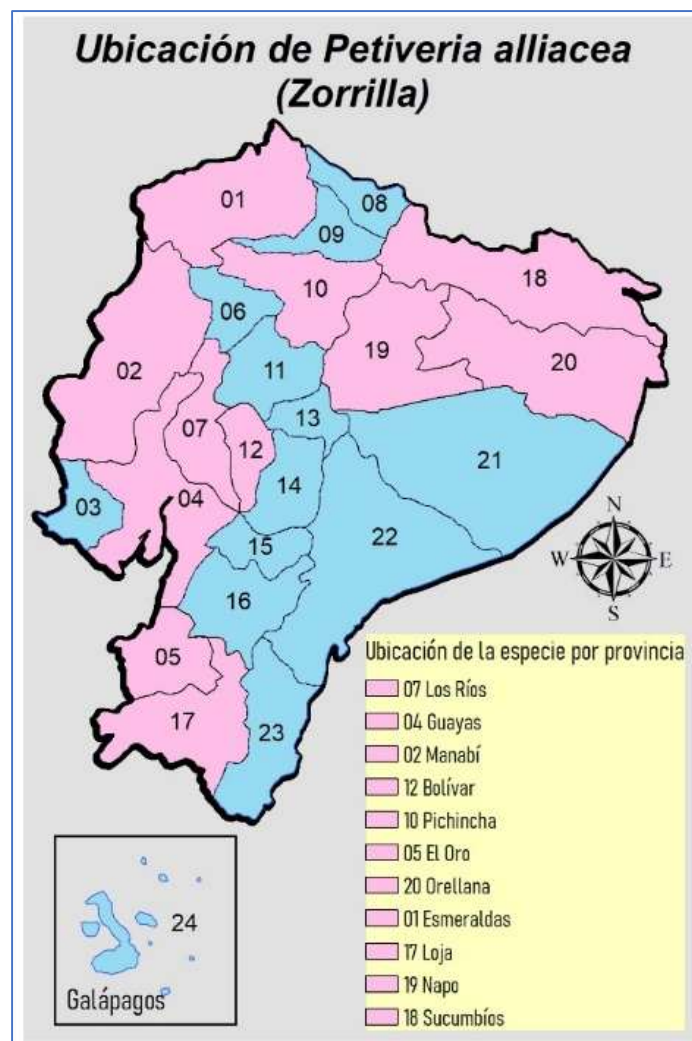 Ubicación de Petiveria alliacea
(Zorrilla)
01
08
09
10
18
06
19
02
20
11
07
13
12
21
14
03
04
22
15
16
05
17
23
N
W
E
S
Ubicación de la especie por provincia
07 Los Ríos
04 Guayas
02 Manabí
12 Bolívar
10 Pichincha
05 El Oro
20 Orellana
01 Esmeraldas
17 Loja
19 Napo
18 Sucumbíos
24
Galápagos